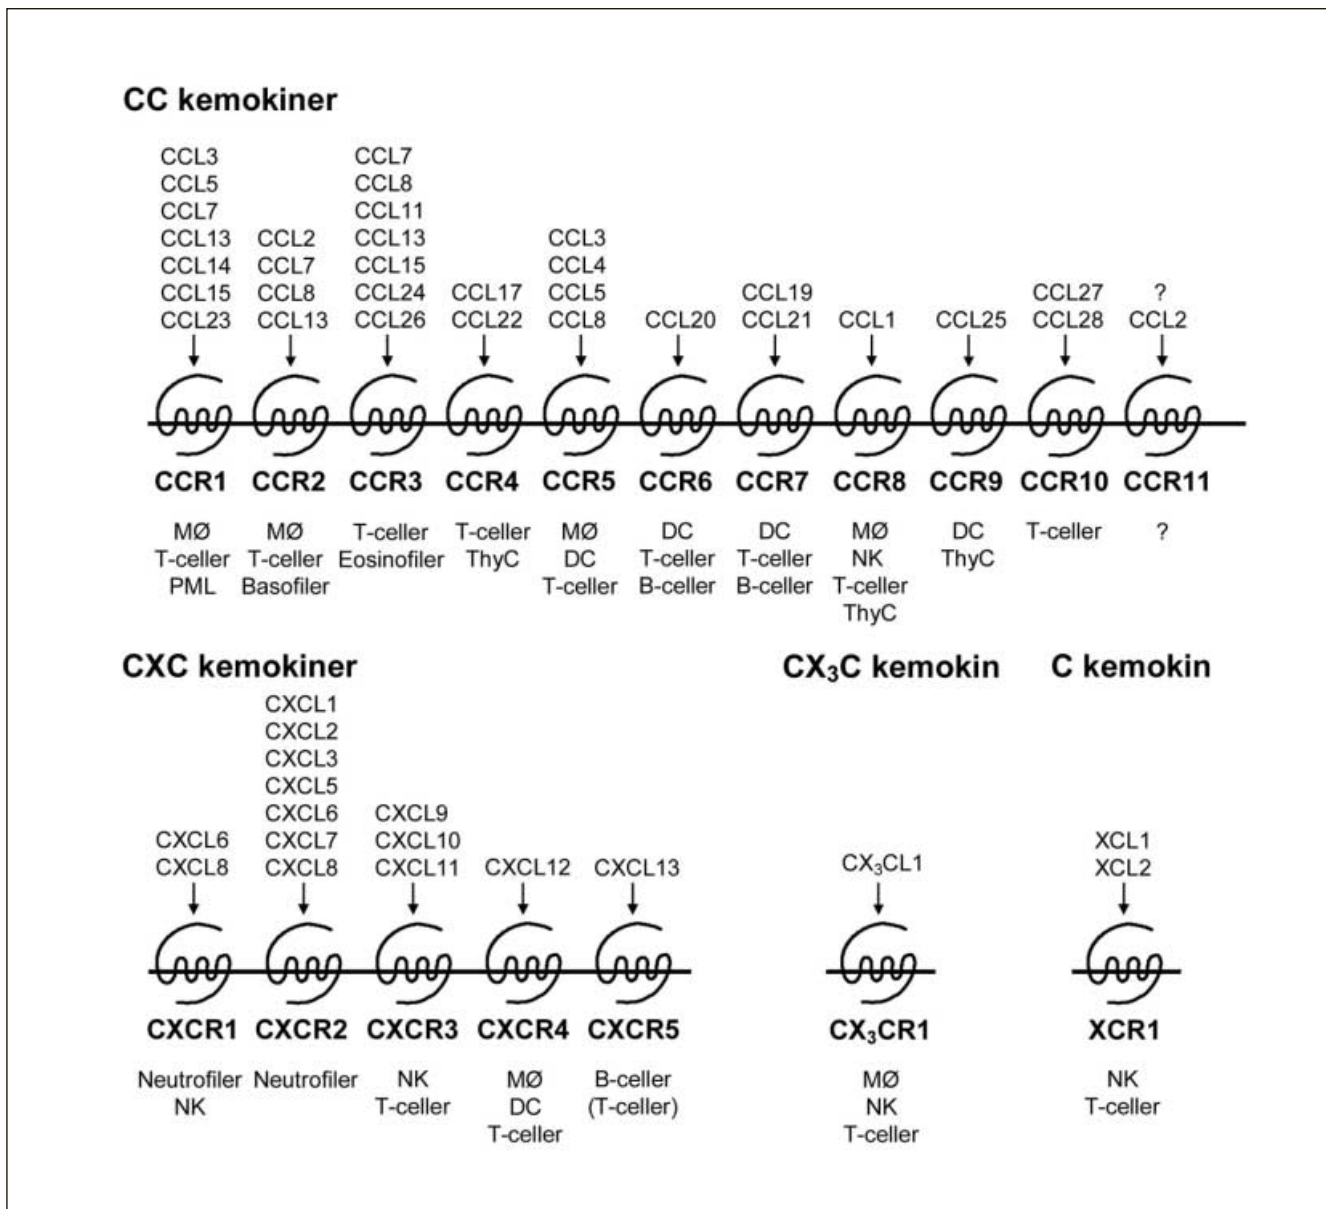 CC kemokiner
CCL3 CCL7
CCL5 CCL8
CCL7 CCL11
CCL13 CCL2 CCL13 CCL3
CCL14 CCL7 CCL15 CCL4
CCL15 CCL8 CCL24 CCL17 CCL5 CCL19 CCL27 ?
CCL23 CCL13 CCL26 CCL22 CCL8 CCL20 CCL21 CCL1 CCL25 CCL28 CCL2
CCR1 CCR2 CCR3 CCR4 CCR5 CCR6 CCR7 CCR8 CCR9 CCR10 CCR11
MØ MØ T-celler T-celler MØ DC DC MØ DC T-celler ?
T-celler T-celler Eosinofiler ThyC DC T-celler T-celler NK ThyC
PML Basofiler T-celler B-celler B-celler T-celler
ThyC
CXC kemokiner CX₃C kemokin C kemokin
CXCL1
CXCL2
CXCL3
CXCL5
CXCL6 CXCL9
CXCL6 CXCL7 CXCL10 XCL1
CXCL8 CXCL8 CXCL11 CXCL12 CXCL13 CX₃CL1 XCL2
CXCR1 CXCR2 CXCR3 CXCR4 CXCR5 CX₃CR1 XCR1
Neutrofiler Neutrofiler NK MØ B-celler MØ NK
NK T-celler DC (T-celler) NK T-celler
T-celler T-celler